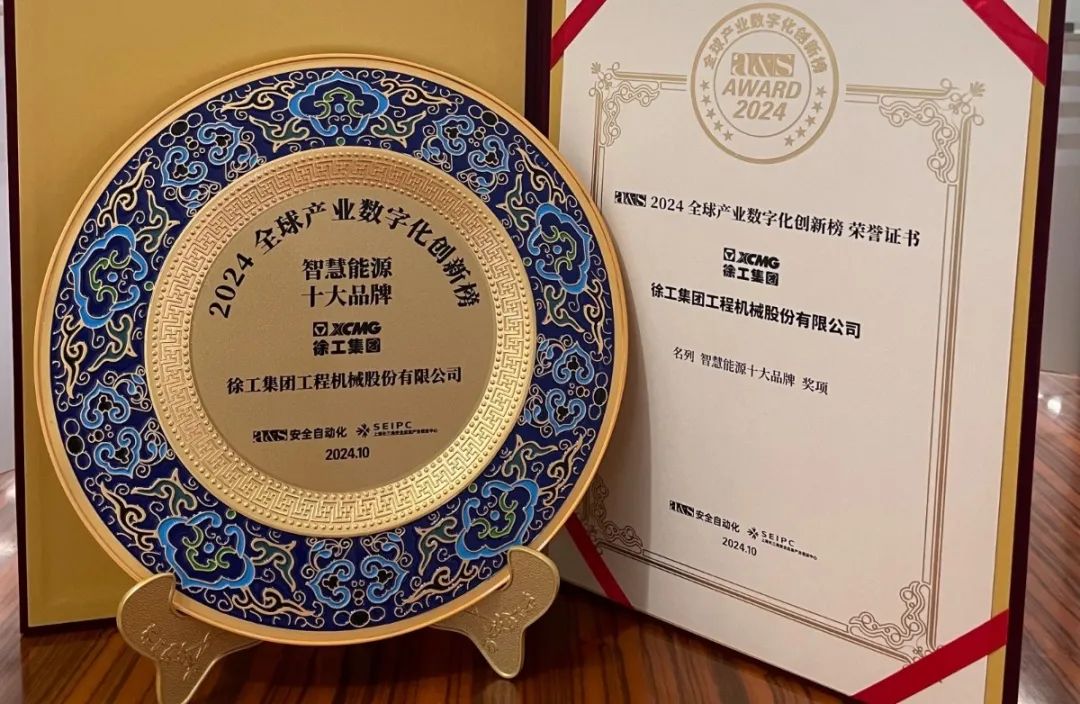 2024 全球产业数字化创新榜
智慧能源
十大品牌
XCMG
徐工集团
徐工集团工程机械股份有限公司
a&s 安全自动化 SEIPC
2024.10
全球产业数字化创新榜
a&s
AWARD
2024
a&s 2024 全球产业数字化创新榜 荣誉证书
XCMG
徐工集团
徐工集团工程机械股份有限公司
名列 智慧能源十大品牌 奖项
a&s 安全自动化 SEIPC
2024.10